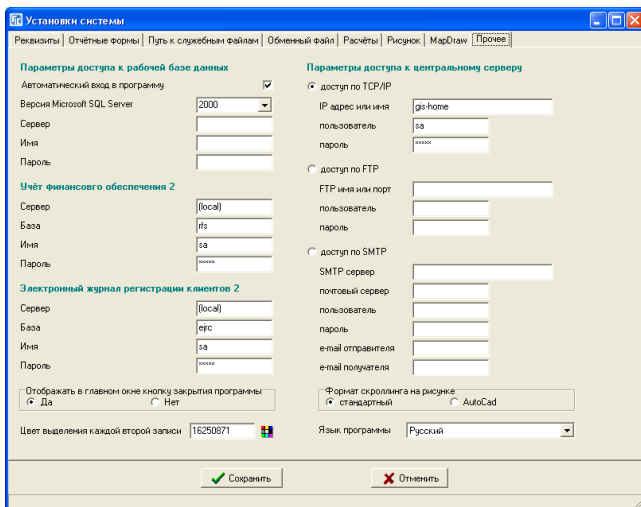 Установки системы
Реквизиты Отчётные формы Путь к служебным файлам Обменный файл Расчёты Рисунок MapDraw Прочее
Параметры доступа к рабочей базе данных
Автоматический вход в программу
Версия Microsoft SQL Server 2000
Сервер
Имя
Пароль
Учёт финансовго обеспечения 2
Сервер (local)
База rfs
Имя sa
Пароль ×××××
Электронный журнал регистрации клиентов 2
Сервер (local)
База ejrc
Имя sa
Пароль ×××××
Отображать в главном окне кнопку закрытия программы
Да Нет
Цвет выделения каждой второй записи 16250871
Параметры доступа к центральному серверу
доступ по TCP/IP
IP адрес или имя gis-home
пользователь sa
пароль ×××××
доступ по FTP
FTP имя или порт
пользователь
пароль
доступ по SMTP
SMTP сервер
почтовый сервер
пользователь
пароль
e-mail отправителя
e-mail получателя
Формат скроллинга на рисунке
стандартный AutoCad
Язык программы Русский
Сохранить Отменить